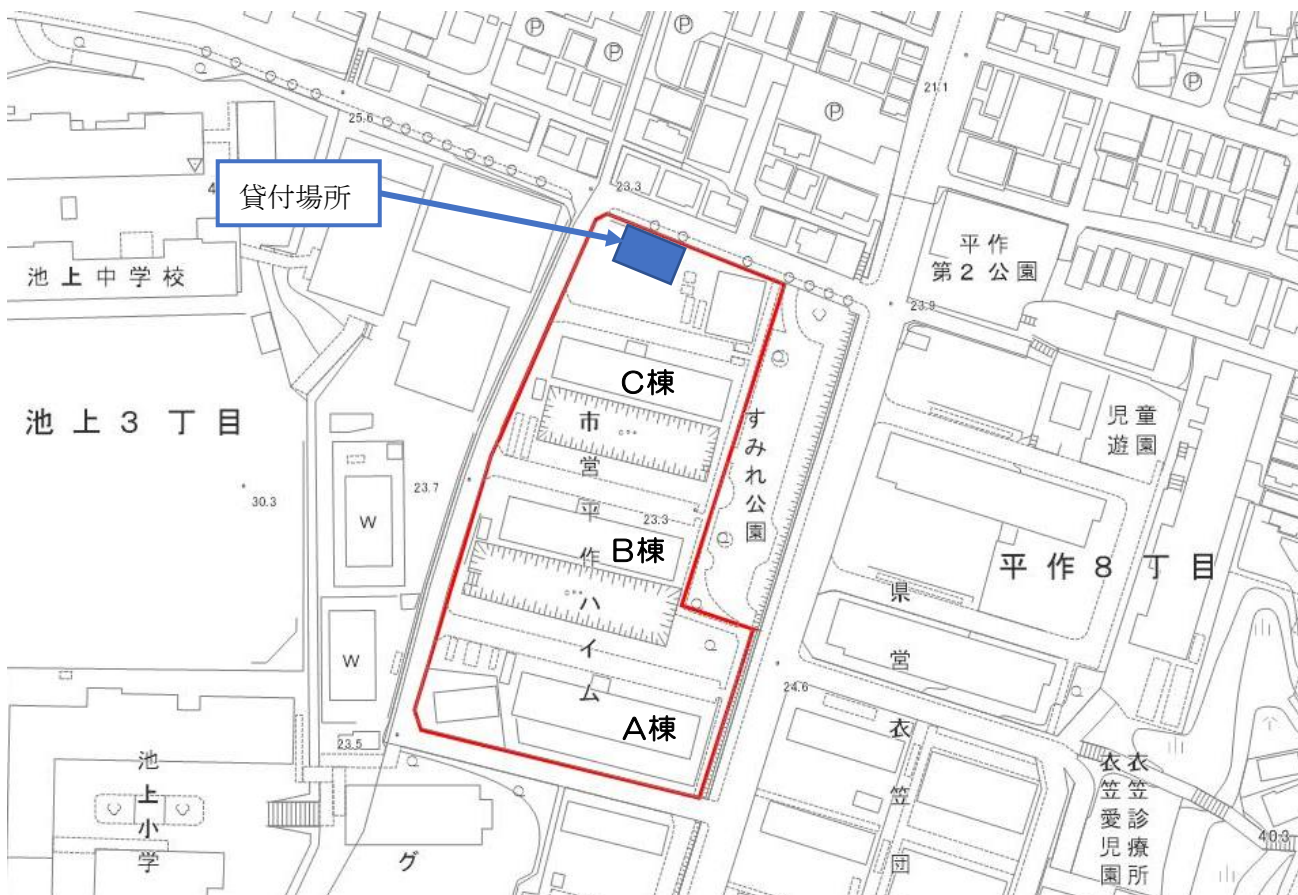 Ⓟ
Ⓟ
Ⓟ
Ⓟ
Ⓟ
21.1
25.6
貸付場所
23.3
平作
第2公園
池上中学校
23.9
C棟
池上3丁目
児童
遊園
すみれ公園
市営平作ハイム
30.3
23.7
W
23.3
B棟
平作8丁目
W
県営衣笠団
24.6
A棟
23.5
池上小学
グ
衣笠診療所
衣笠愛児園
40.3